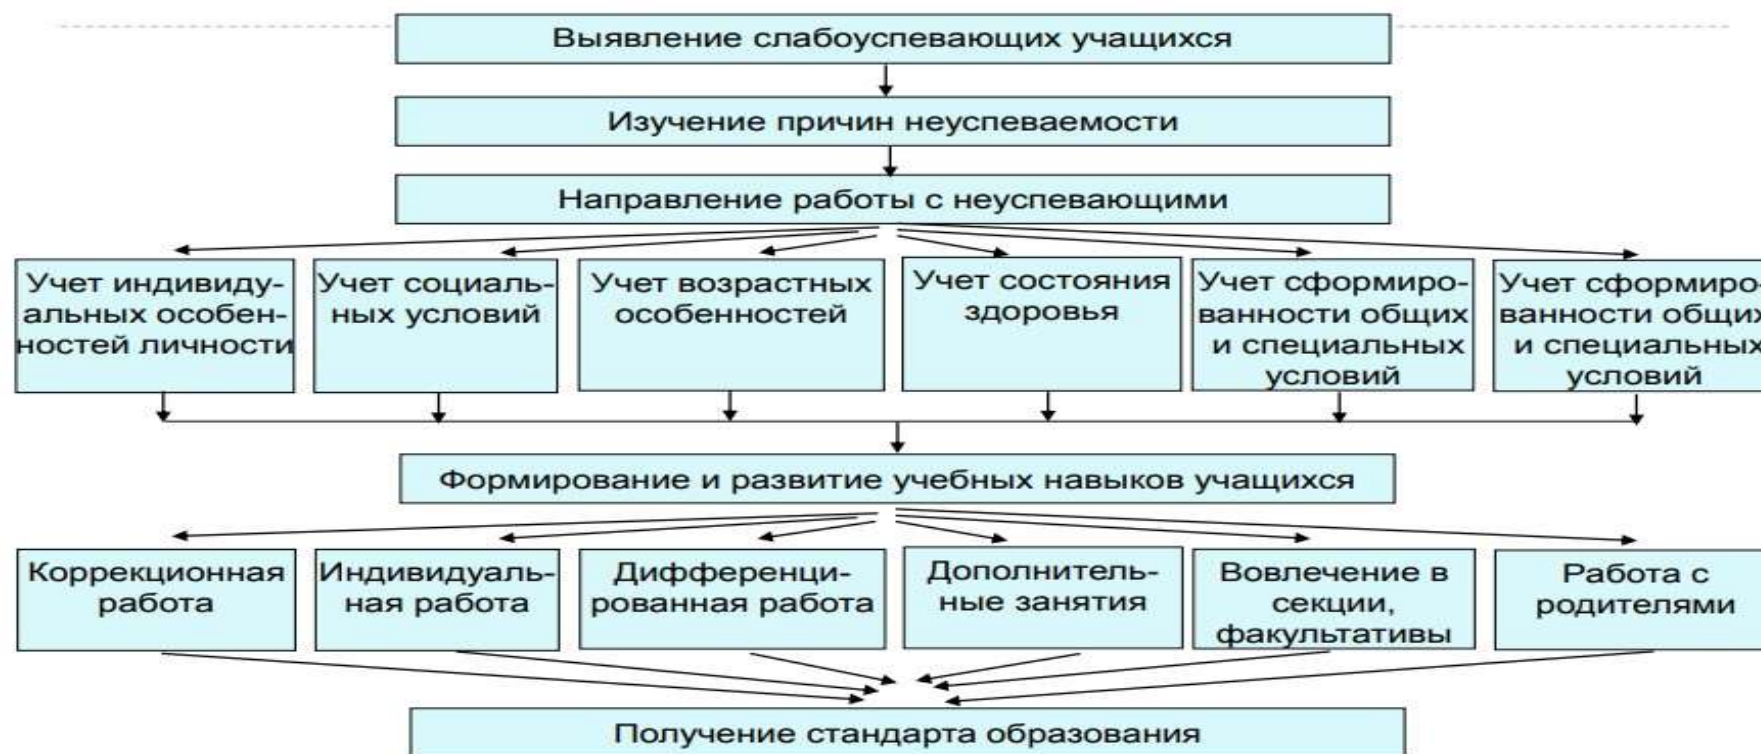 Выявление слабоуспевающих учащихся
Изучение причин неуспеваемости
Направление работы с неуспевающими
Учет индивиду-
альных особен-
ностей личности
Учет социаль-
ных условий
Учет возрастных
особенностей
Учет состояния
здоровья
Учет сформиро-
ванности общих
и специальных
условий
Учет сформиро-
ванности общих
и специальных
условий
Формирование и развитие учебных навыков учащихся
Коррекционная
работа
Индивидуаль-
ная работа
Дифференци-
рованная работа
Дополнитель-
ные занятия
Вовлечение в
секции,
факультативы
Работа с
родителями
Получение стандарта образования